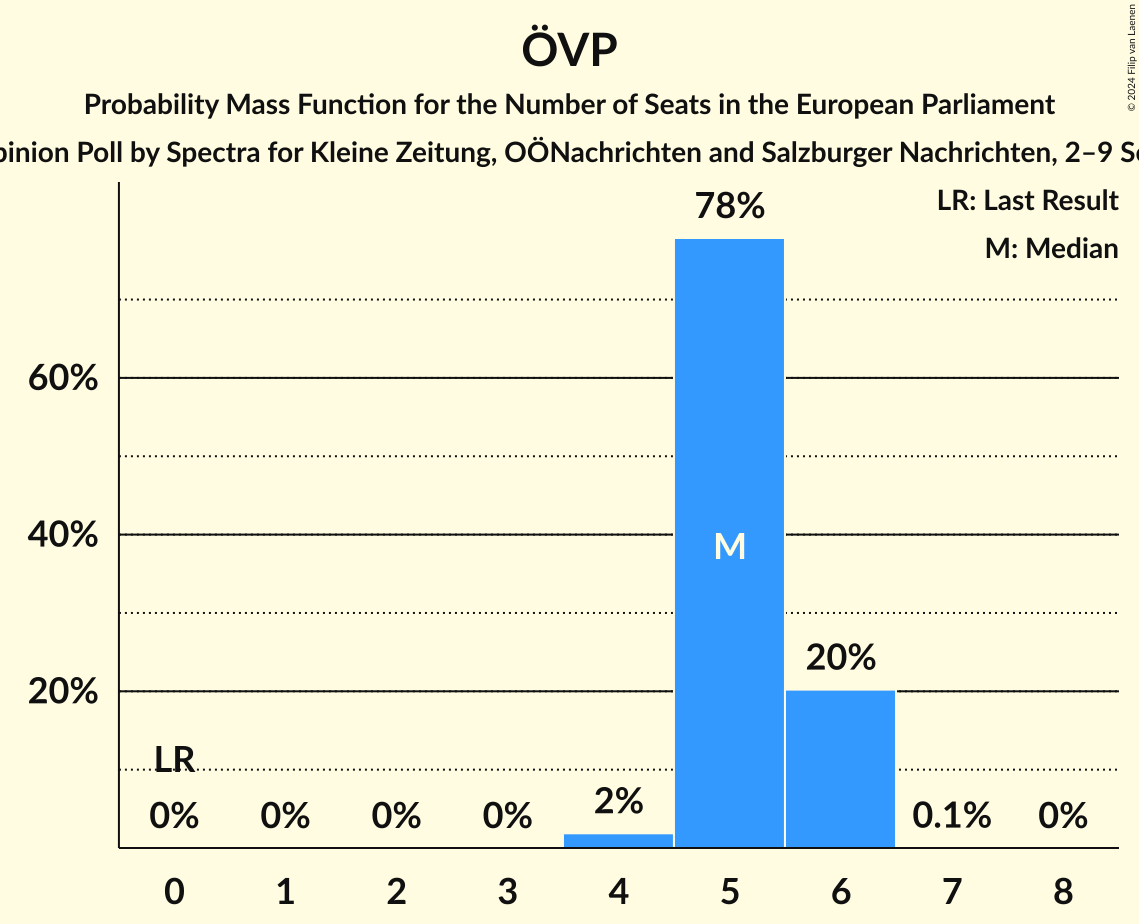 ÖVP
Probability Mass Function for the Number of Seats in the European Parliament
Opinion Poll by Spectra for Kleine Zeitung, OÖNachrichten and Salzburger Nachrichten, 2–9
© 2024 Filip van Laenen
LR: Last Result
M: Median
78%
60%
40%
M
20%
20%
LR
0% 0% 0% 0% 2% 0.1% 0%
0 1 2 3 4 5 6 7 8